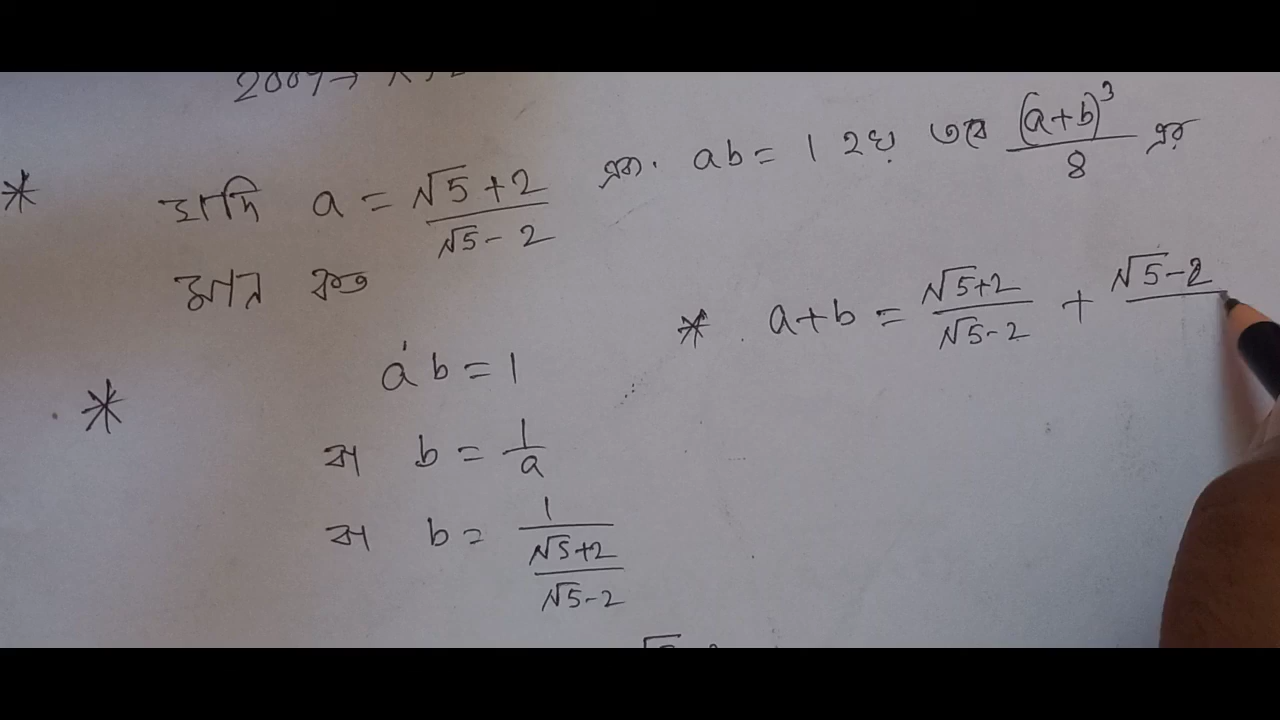 2007→
* যদি a = (√5+2)/(√5-2) এবং ab = 1 হয় তবে (a+b)³/8 এর
মান কত
* ab = 1
বা b = 1/a
বা b = 1/((√5+2)/(√5-2))
* a+b = (√5+2)/(√5-2) + √5-2